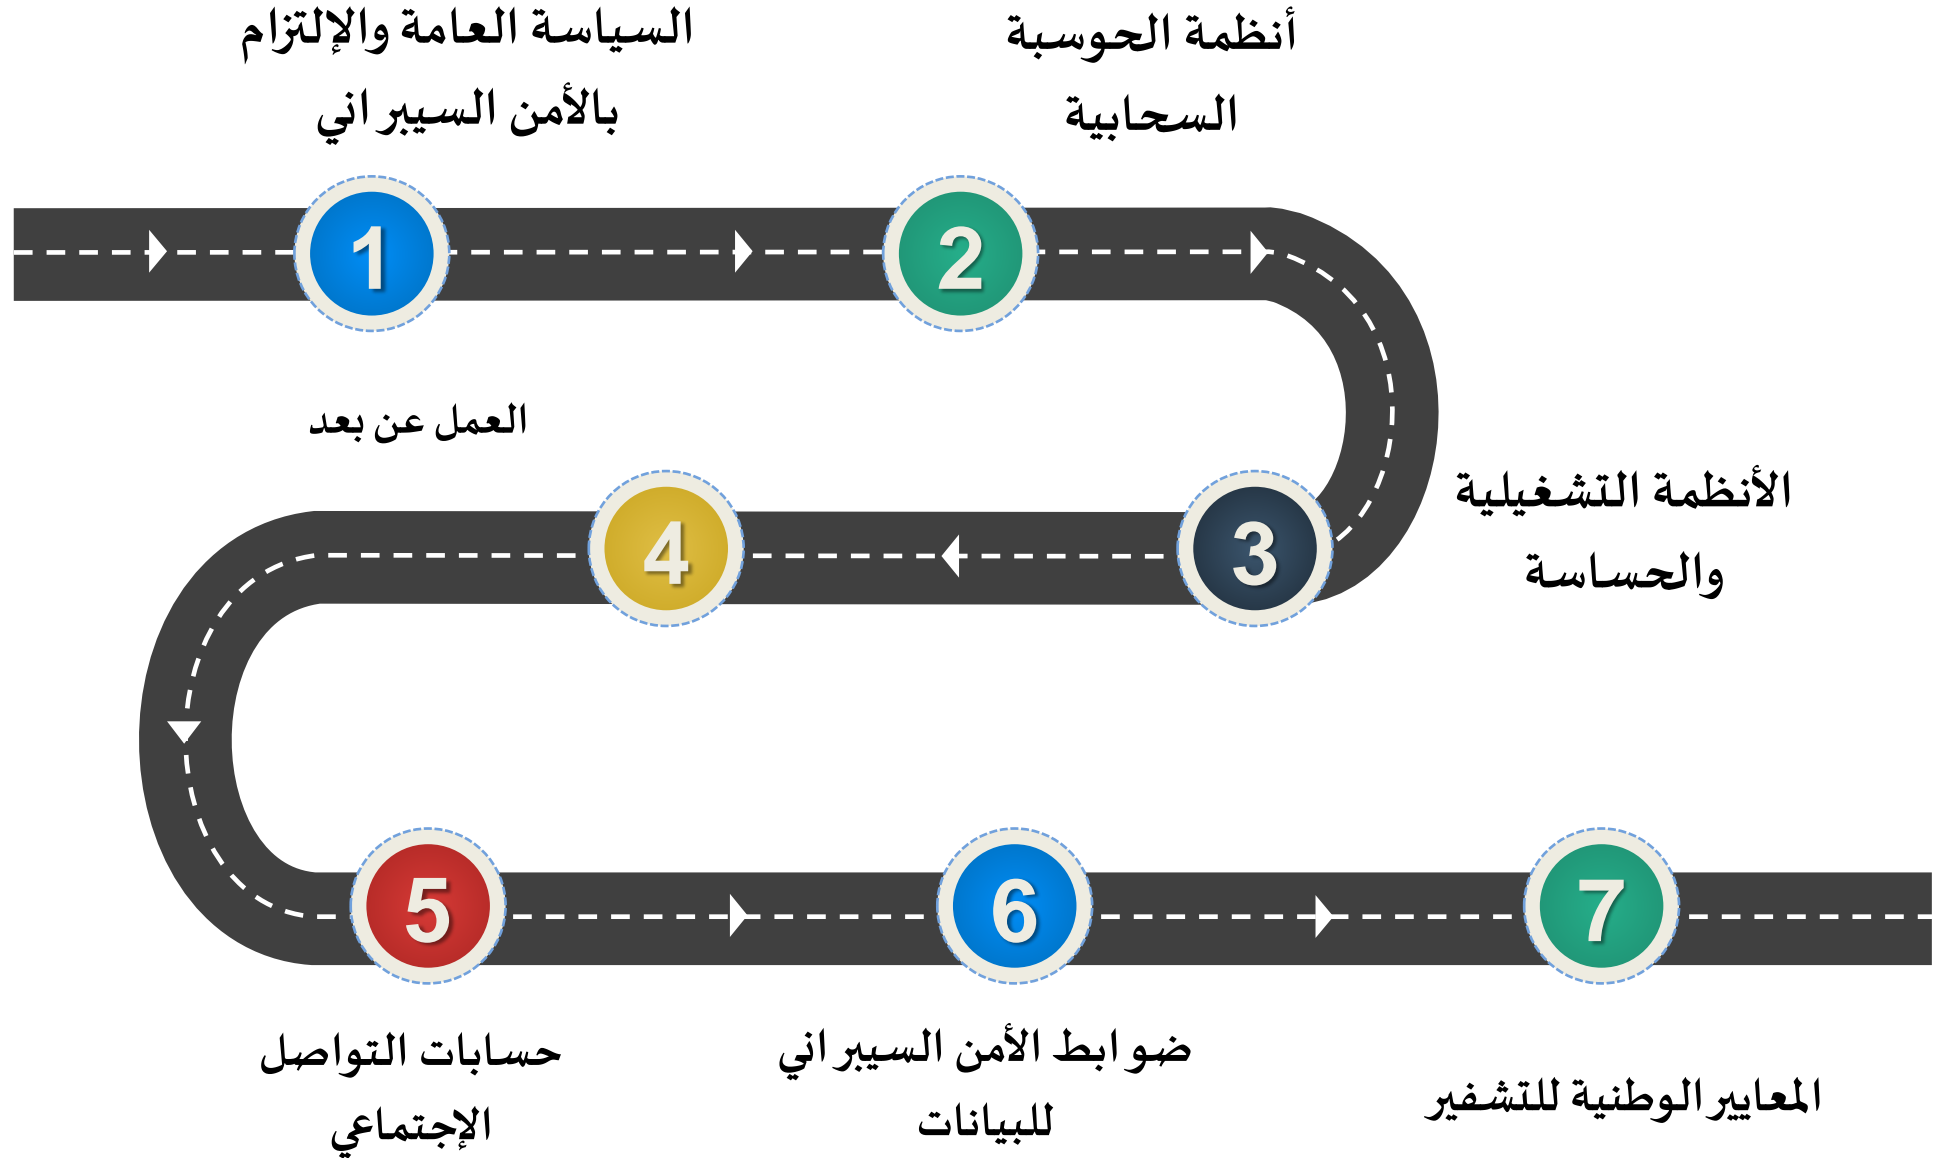 السياسة العامة والإلتزام
بالأمن السيبراني
1
أنظمة الحوسبة
السحابية
2
الأنظمة التشغيلية
والحساسة
3
العمل عن بعد
4
5
حسابات التواصل
الإجتماعي
6
ضوابط الأمن السيبراني
للبيانات
7
المعايير الوطنية للتشفير